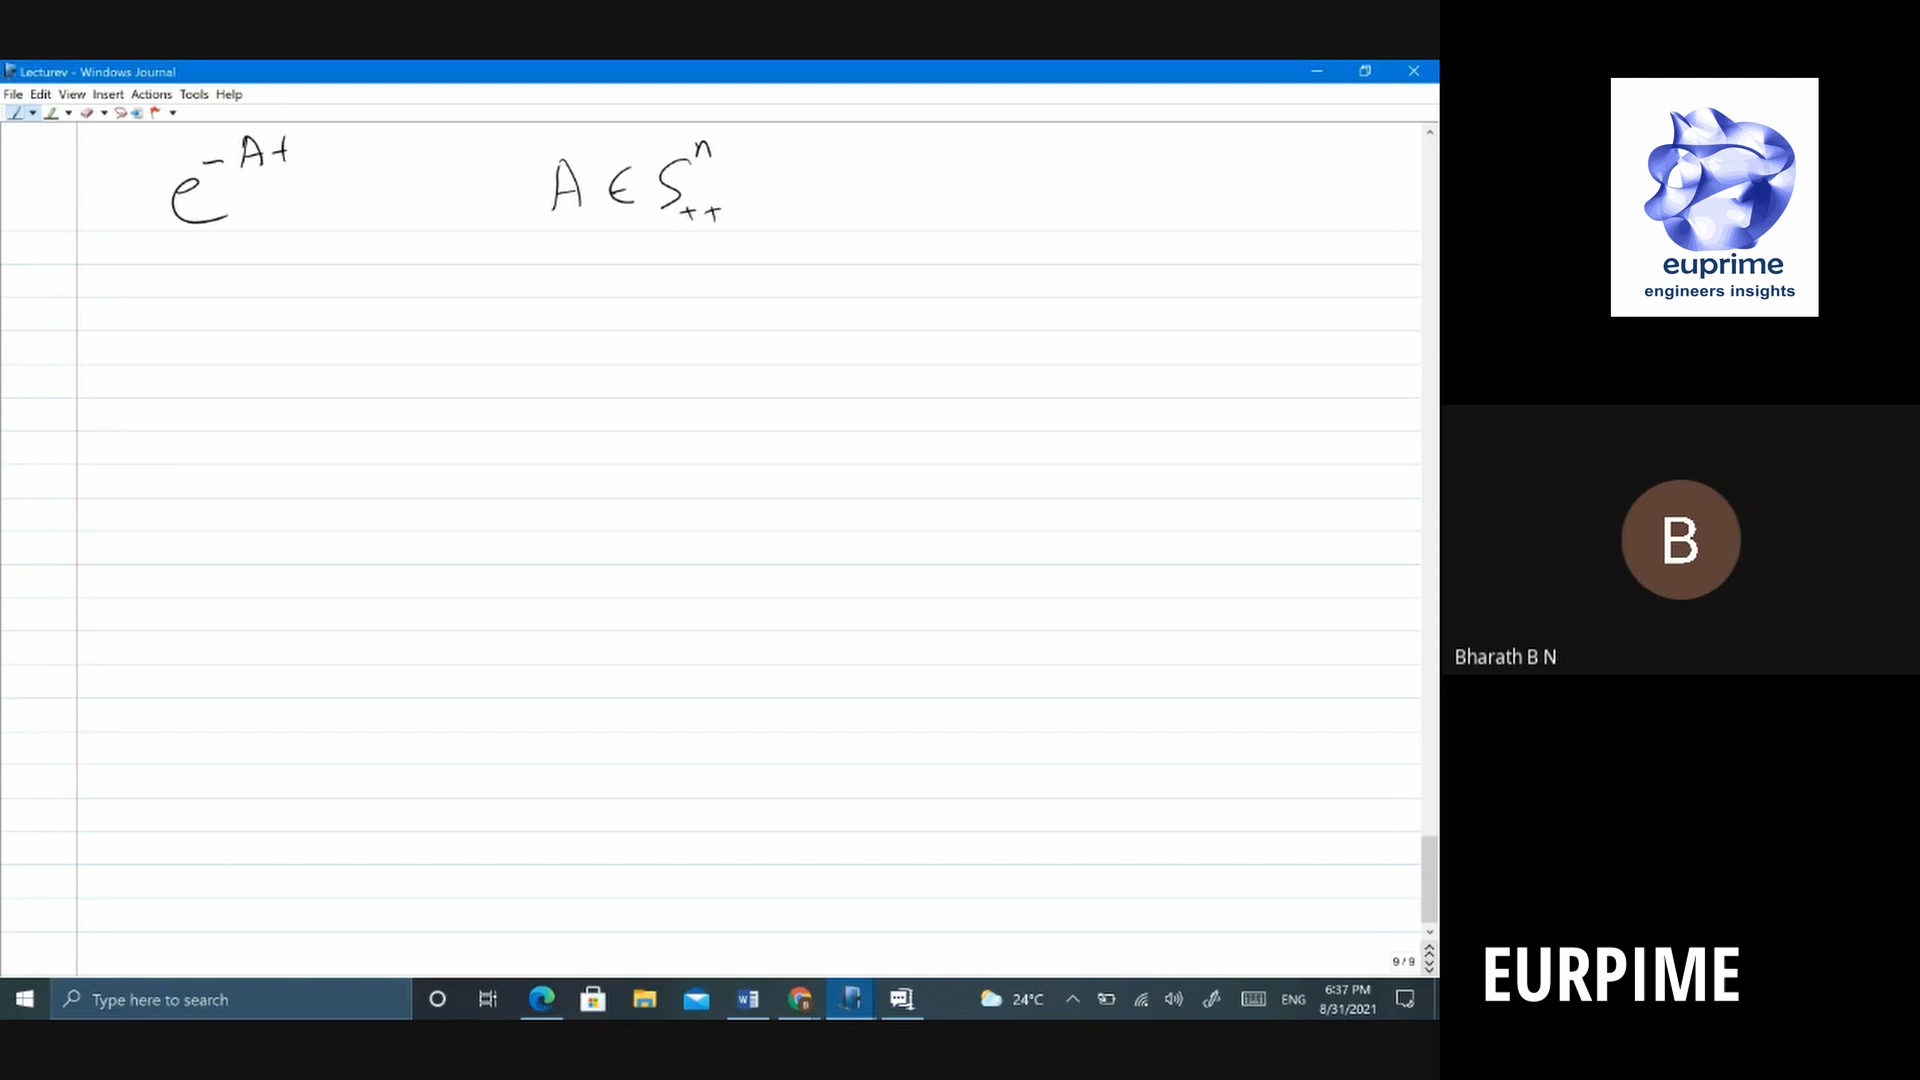 Lecturev - Windows Journal
File Edit View Insert Actions Tools Help
e^{-At} A ∈ S^n_{++}
euprime
engineers insights
B
Bharath B N
EURPIME
9 / 9
Type here to search
24°C
ENG
6:37 PM
8/31/2021